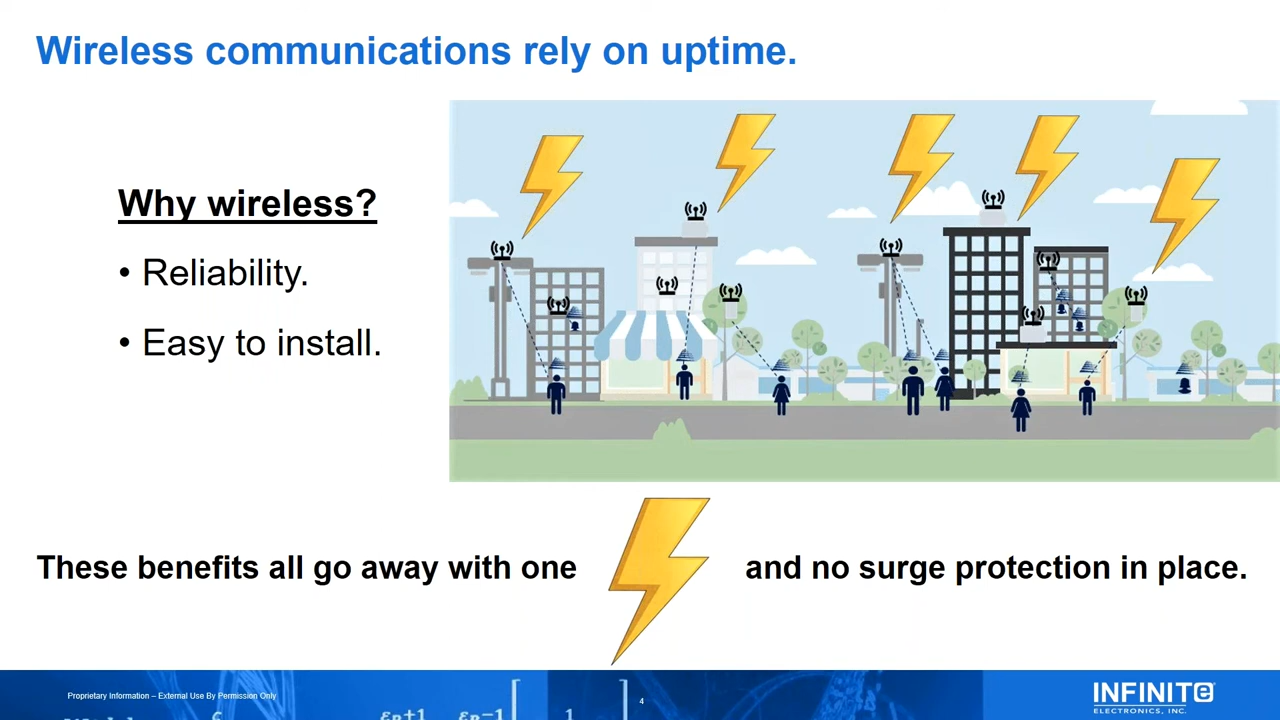 Wireless communications rely on uptime.
Why wireless?
• Reliability.
• Easy to install.
These benefits all go away with one
and no surge protection in place.
Proprietary Information – External Use By Permission Only
4
INFINITe
ELECTRONICS, INC.